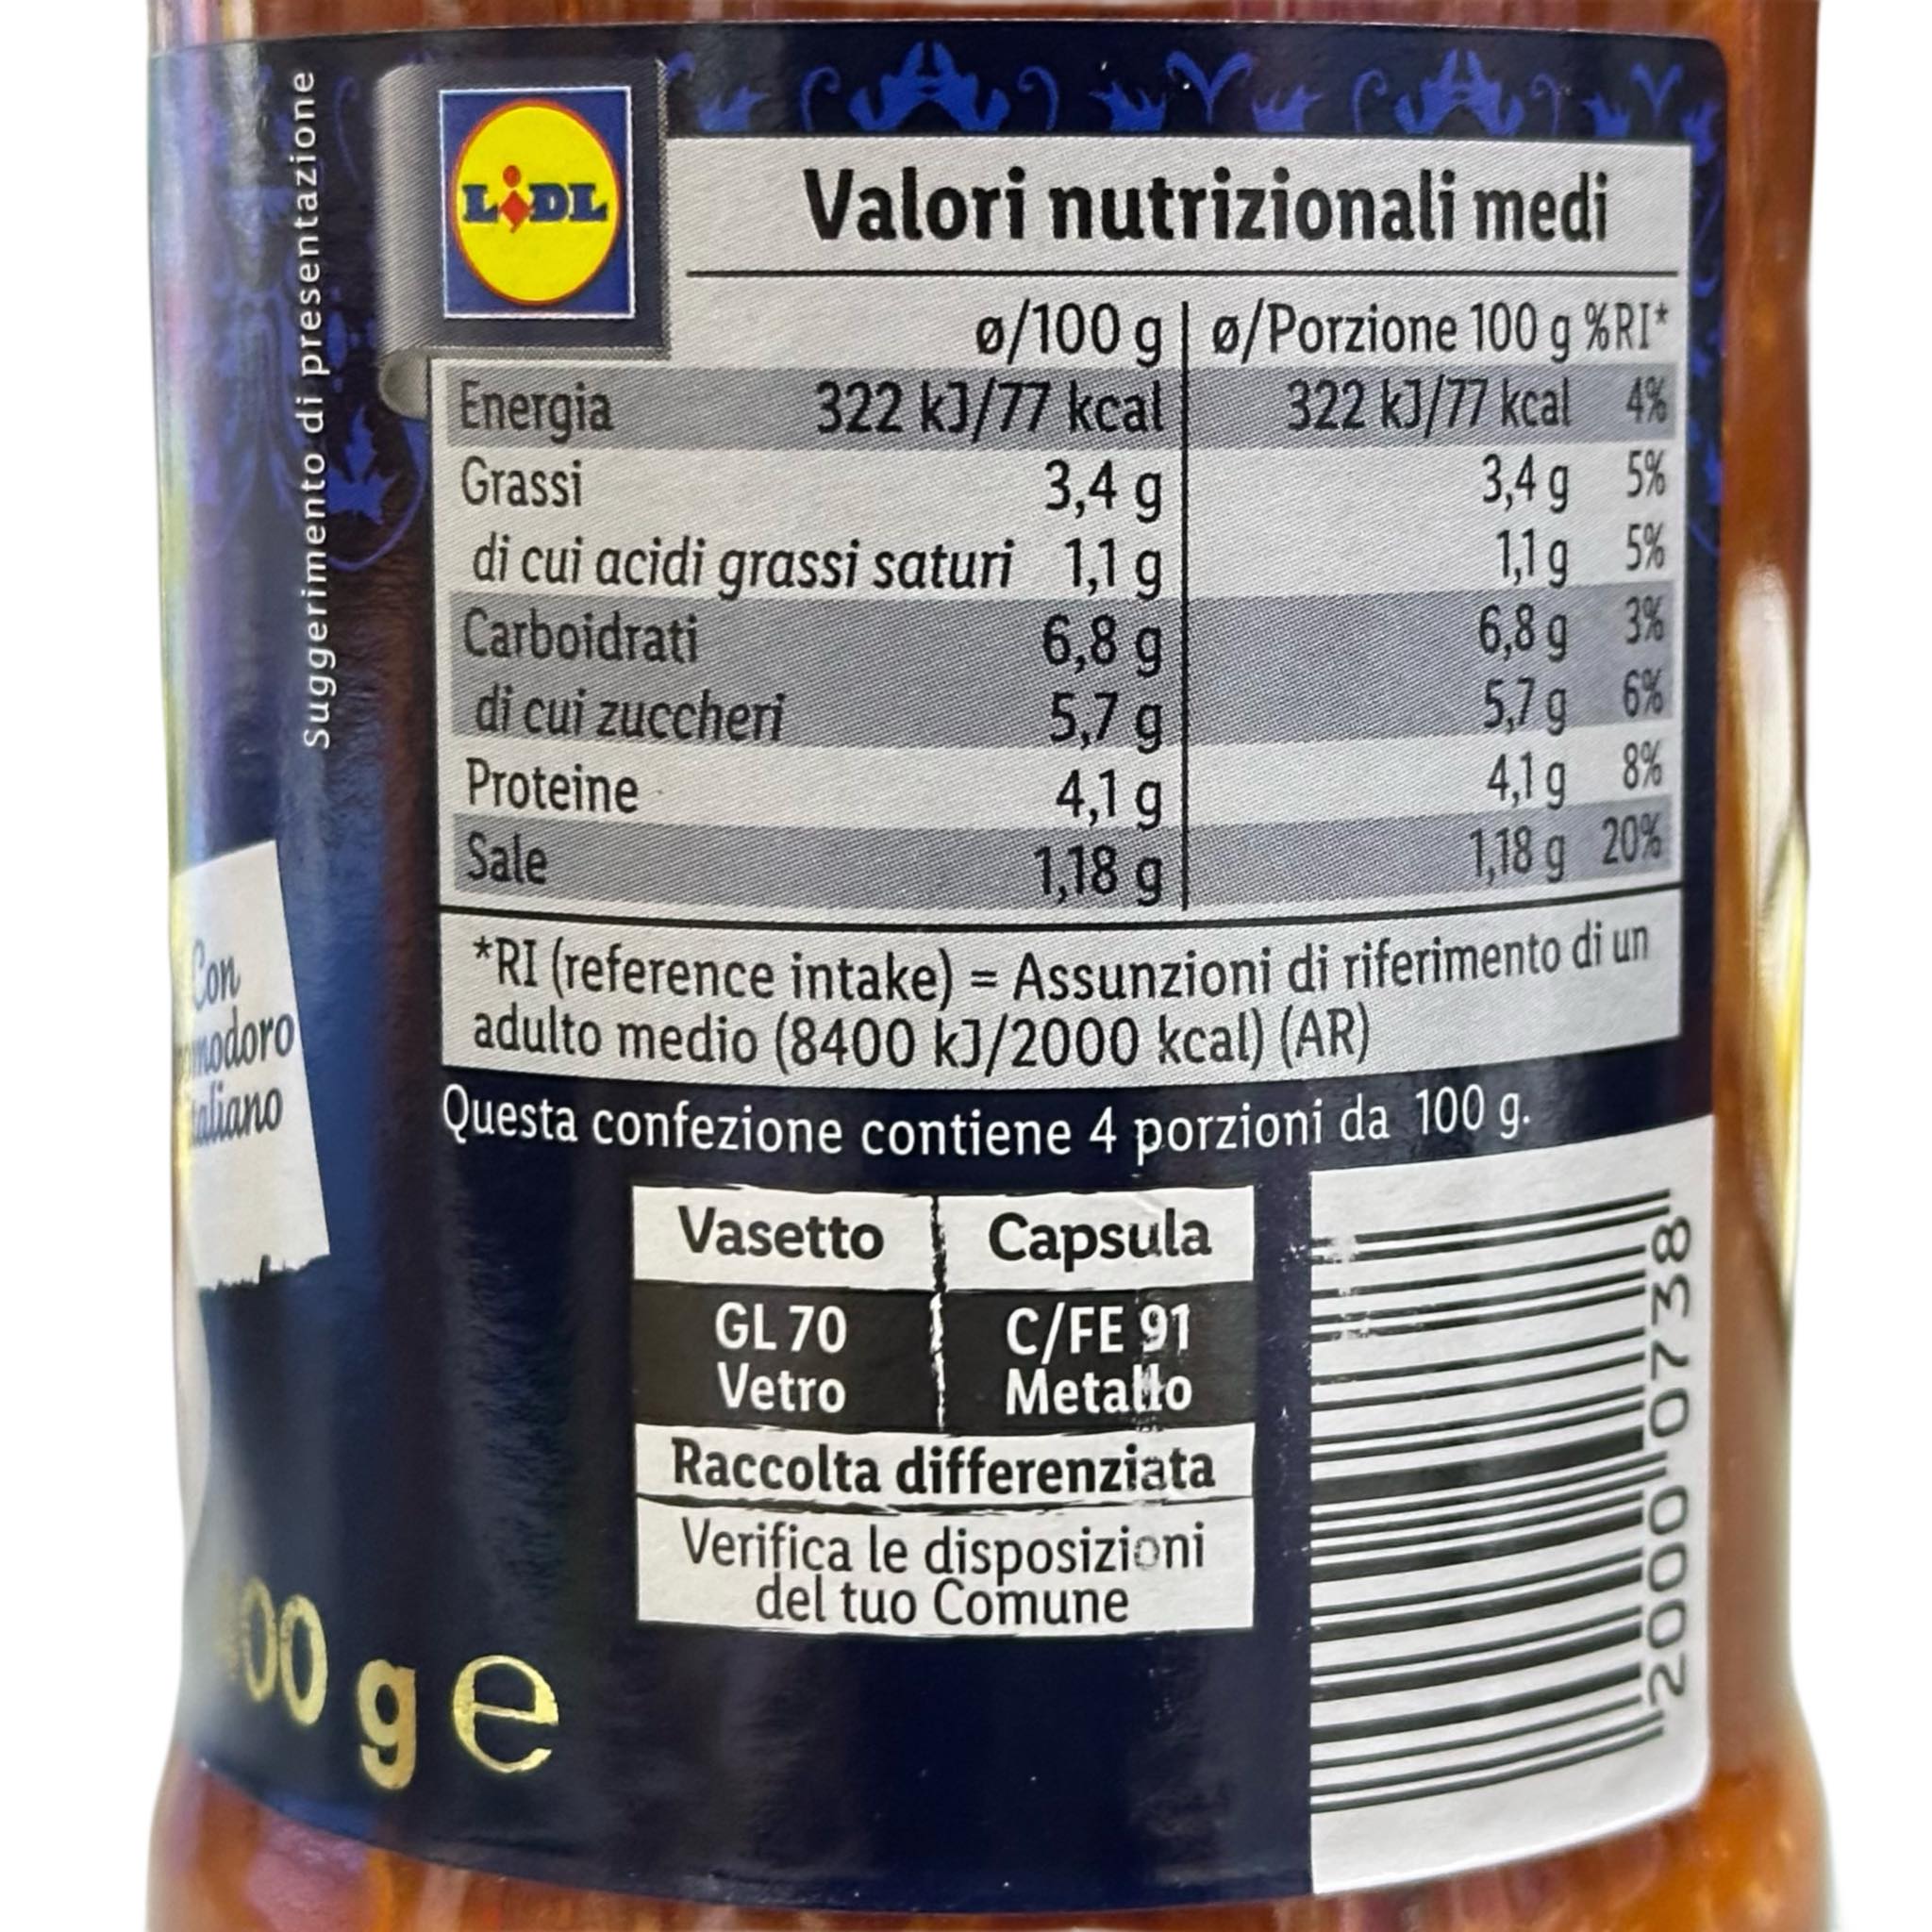 Suggerimento di presentazione
LIDL
Valori nutrizionali medi
ø/100 g ø/Porzione 100 g %RI*
Energia 322 kJ/77 kcal 322 kJ/77 kcal 4%
Grassi 3,4 g 3,4 g 5%
di cui acidi grassi saturi 1,1 g 1,1 g 5%
Carboidrati 6,8 g 6,8 g 3%
di cui zuccheri 5,7 g 5,7 g 6%
Proteine 4,1 g 4,1 g 8%
Sale 1,18 g 1,18 g 20%
*RI (reference intake) = Assunzioni di riferimento di un
adulto medio (8400 kJ/2000 kcal) (AR)
Questa confezione contiene 4 porzioni da 100 g.
Con
Vasetto Capsula
GL 70 C/FE 91
Vetro Metallo
Raccolta differenziata
Verifica le disposizioni
del tuo Comune
00 g e
2000 0738